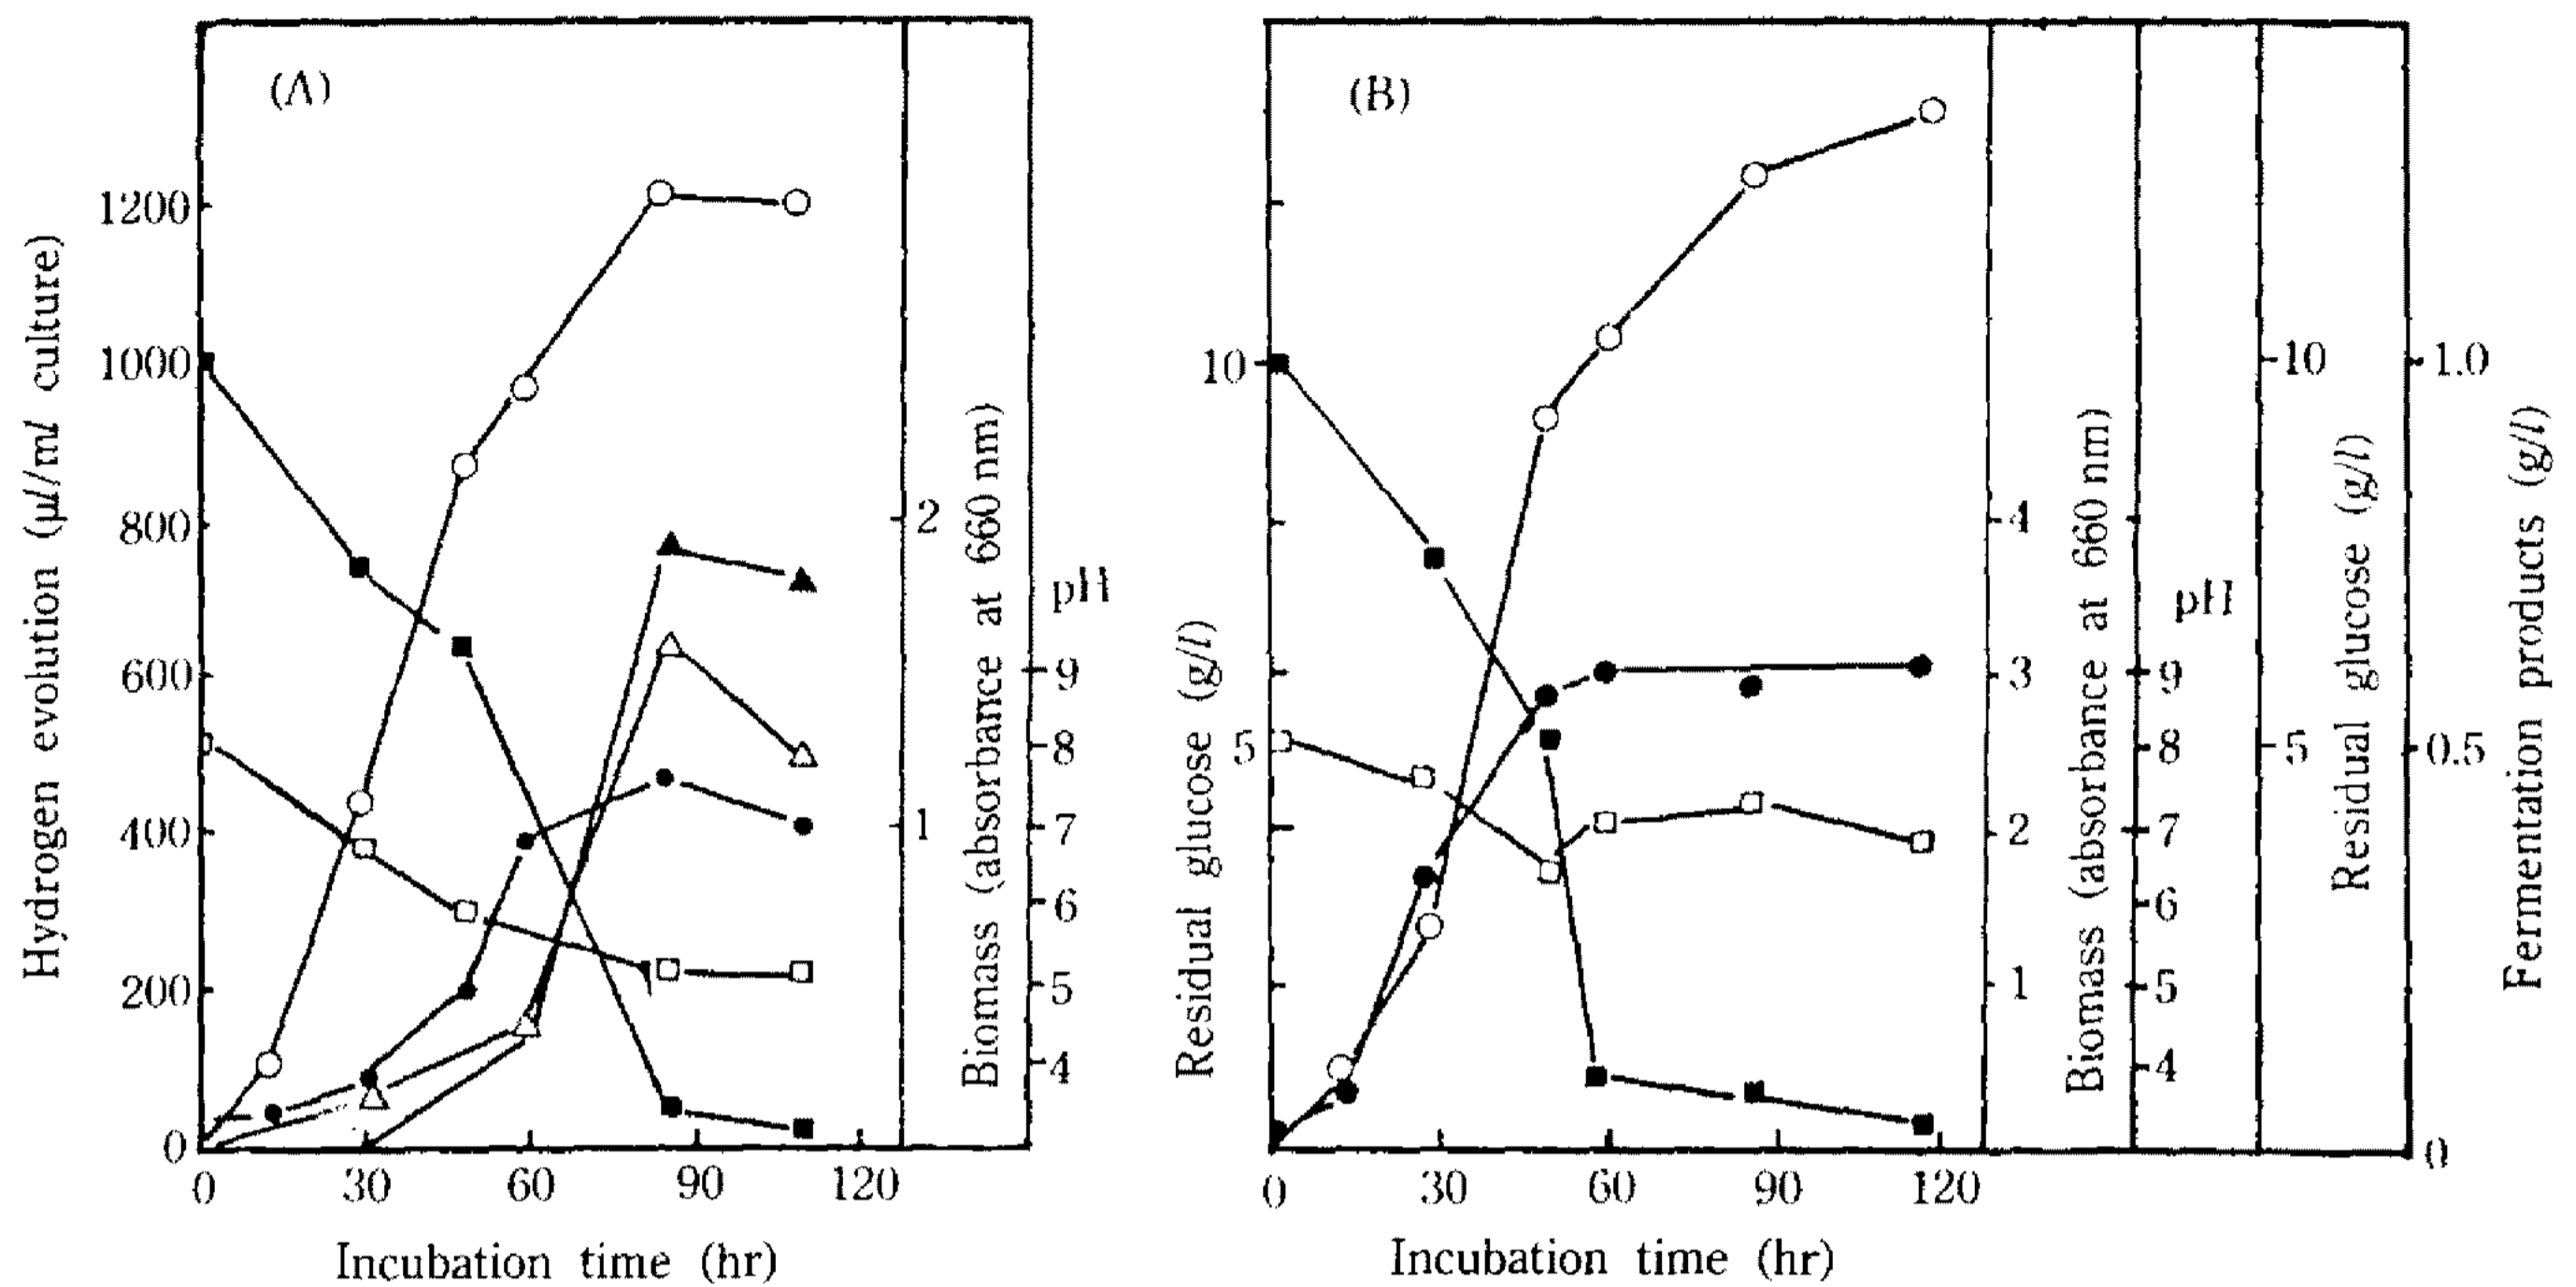 (A)
Hydrogen evolution (μl/ml culture)
1200
1000
800
600
400
200
0
0 30 60 90 120
Incubation time (hr)
2
1
Biomass (absorbance at 660 nm)
pH
9
8
7
6
5
4
(B)
Residual glucose (g/l)
10
5
0 30 60 90 120
Incubation time (hr)
4
3
2
1
Biomass (absorbance at 660 nm)
pH
9
8
7
6
5
4
10
5
Residual glucose (g/l)
1.0
0.5
0
Fermentation products (g/l)